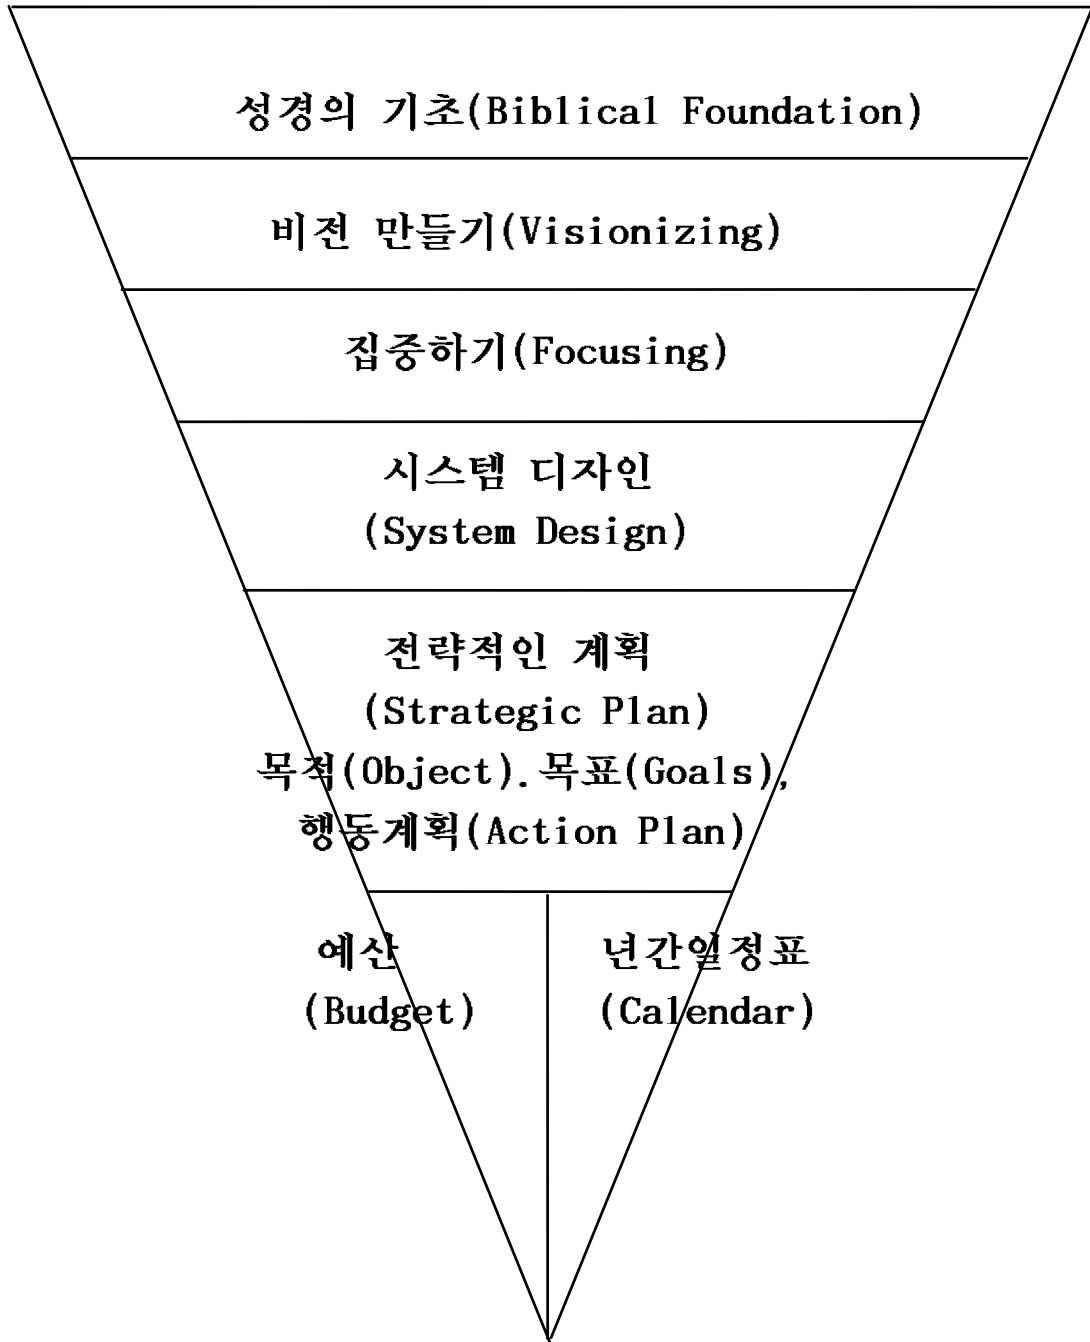 성경의 기초(Biblical Foundation)
비전 만들기(Visionizing)
집중하기(Focusing)
시스템 디자인
(System Design)
전략적인 계획
(Strategic Plan)
목적(Object).목표(Goals),
행동계획(Action Plan)
예산
(Budget)
년간일정표
(Calendar)